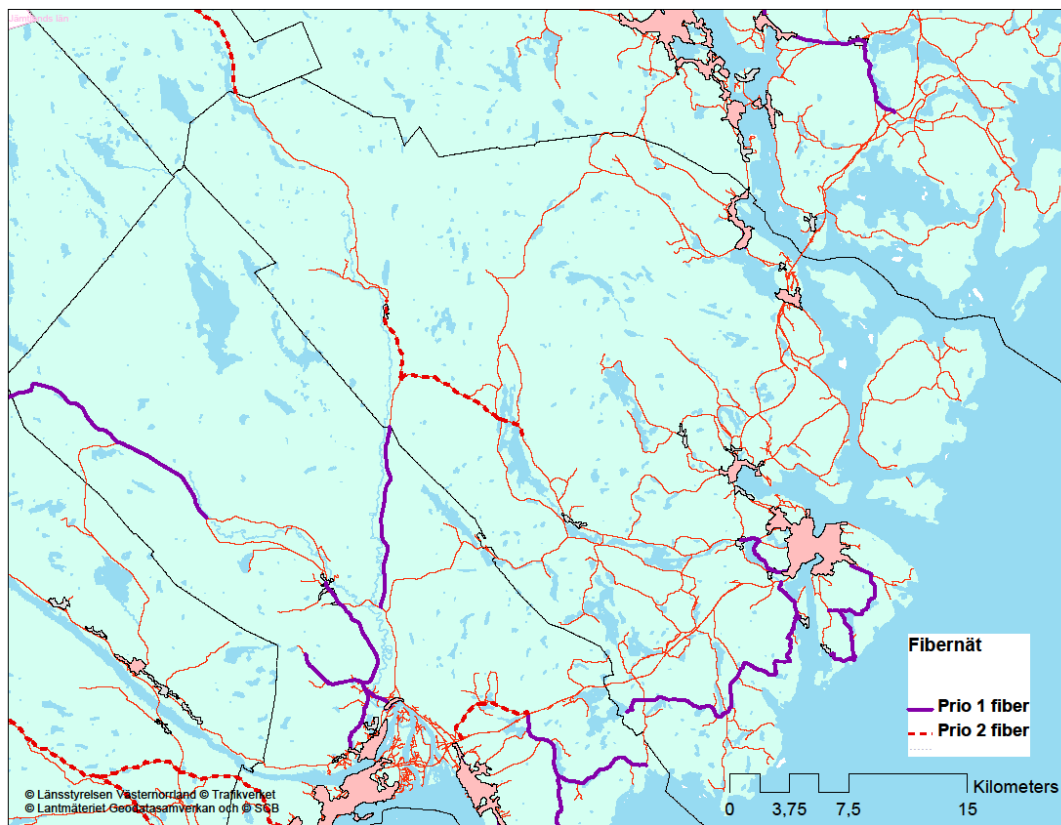 Jämtlands län
Fibernät
Prio 1 fiber
Prio 2 fiber
Kilometers
0 3,75 7,5 15
© Länsstyrelsen Västernorrland © Trafikverket
© Lantmäteriet Geodatasamverkan och © SCB